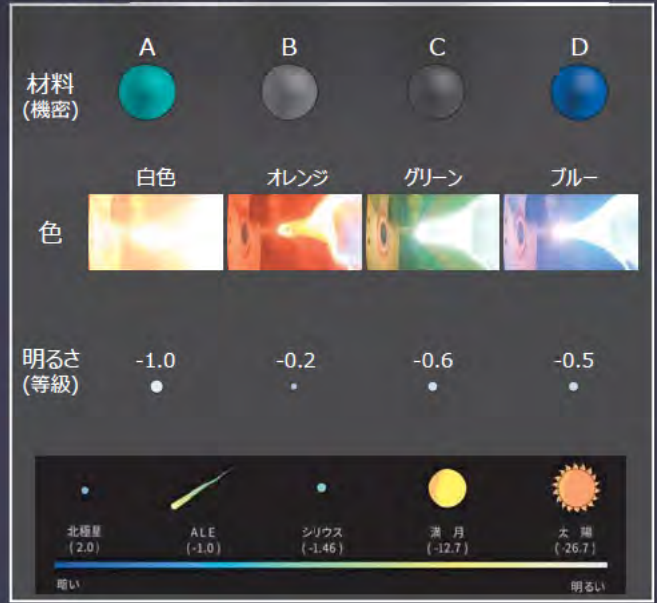 A B C D
材料
(機密)
白色 オレンジ グリーン ブルー
色
明るさ
(等級)
-1.0 -0.2 -0.6 -0.5
北極星 ALE シリウス 満 月 太 陽
(2.0) (-1.0) (-1.46) (-12.7) (-26.7)
暗い 明るい